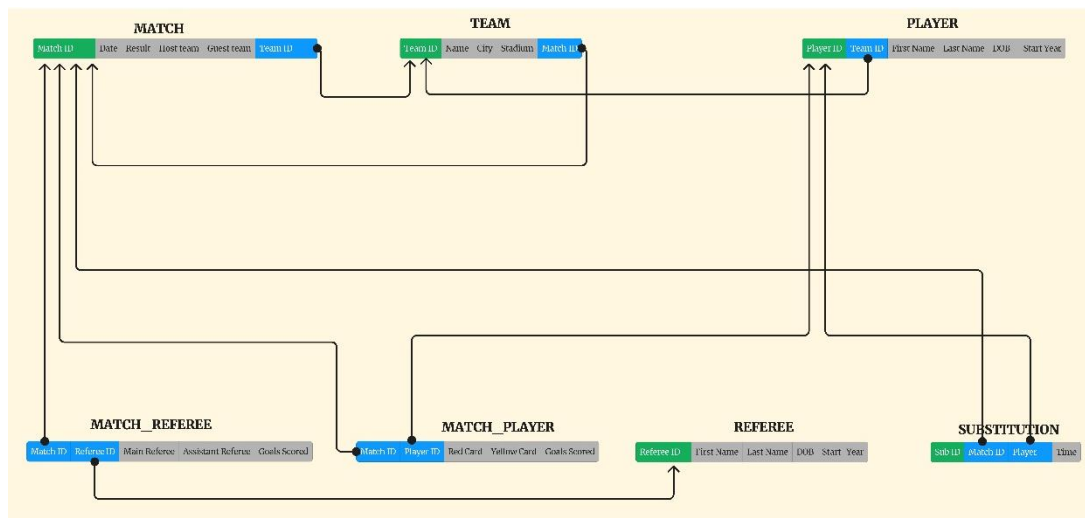 MATCH
Match ID Date Result Host team Guest team Team ID
TEAM
Team ID Name City Stadium Match ID
PLAYER
Player ID Team ID First Name Last Name DOB Start Year
MATCH_REFEREE
Match ID Referee ID Main Referee Assistant Referee Goals Scored
MATCH_PLAYER
Match ID Player ID Red Card Yellow Card Goals Scored
REFEREE
Referee ID First Name Last Name DOB Start Year
SUBSTITUTION
Sub ID Match ID Player Time